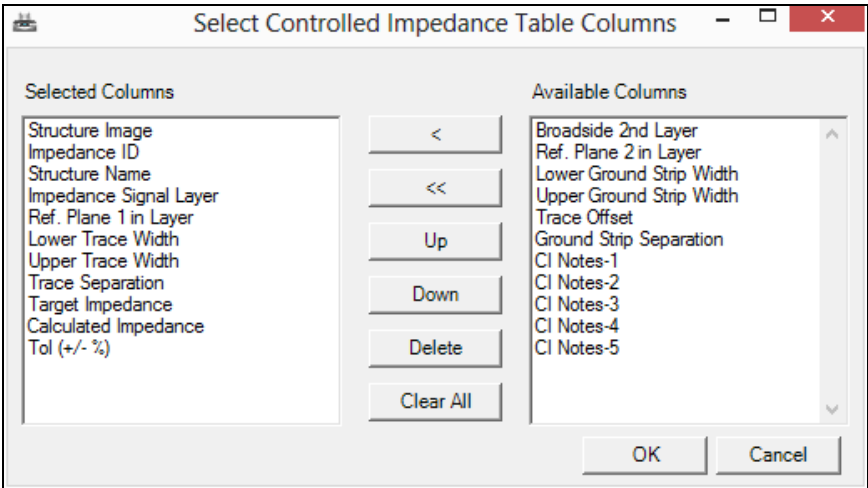 Select Controlled Impedance Table Columns
Selected Columns
Structure Image
Impedance ID
Structure Name
Impedance Signal Layer
Ref. Plane 1 in Layer
Lower Trace Width
Upper Trace Width
Trace Separation
Target Impedance
Calculated Impedance
Tol (+/- %)
<
<<
Up
Down
Delete
Clear All
Available Columns
Broadside 2nd Layer
Ref. Plane 2 in Layer
Lower Ground Strip Width
Upper Ground Strip Width
Trace Offset
Ground Strip Separation
CI Notes-1
CI Notes-2
CI Notes-3
CI Notes-4
CI Notes-5
OK
Cancel